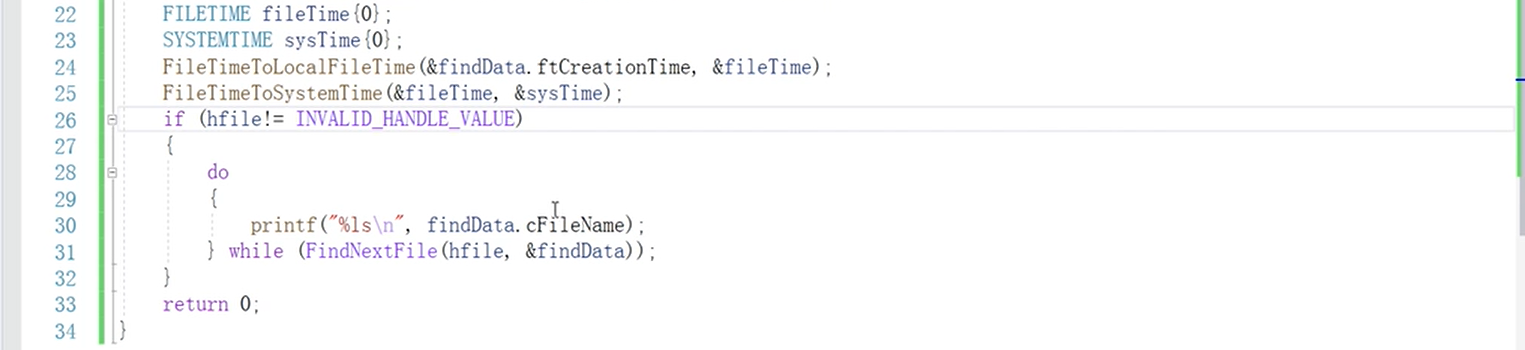 22 FILETIME fileTime{0};
23 SYSTEMTIME sysTime{0};
24 FileTimeToLocalFileTime(&findData.ftCreationTime, &fileTime);
25 FileTimeToSystemTime(&fileTime, &sysTime);
26 if (hfile!= INVALID_HANDLE_VALUE)
27 {
28 do
29 {
30 printf("%ls\n", findData.cFileName);
31 } while (FindNextFile(hfile, &findData));
32 }
33 return 0;
34 }